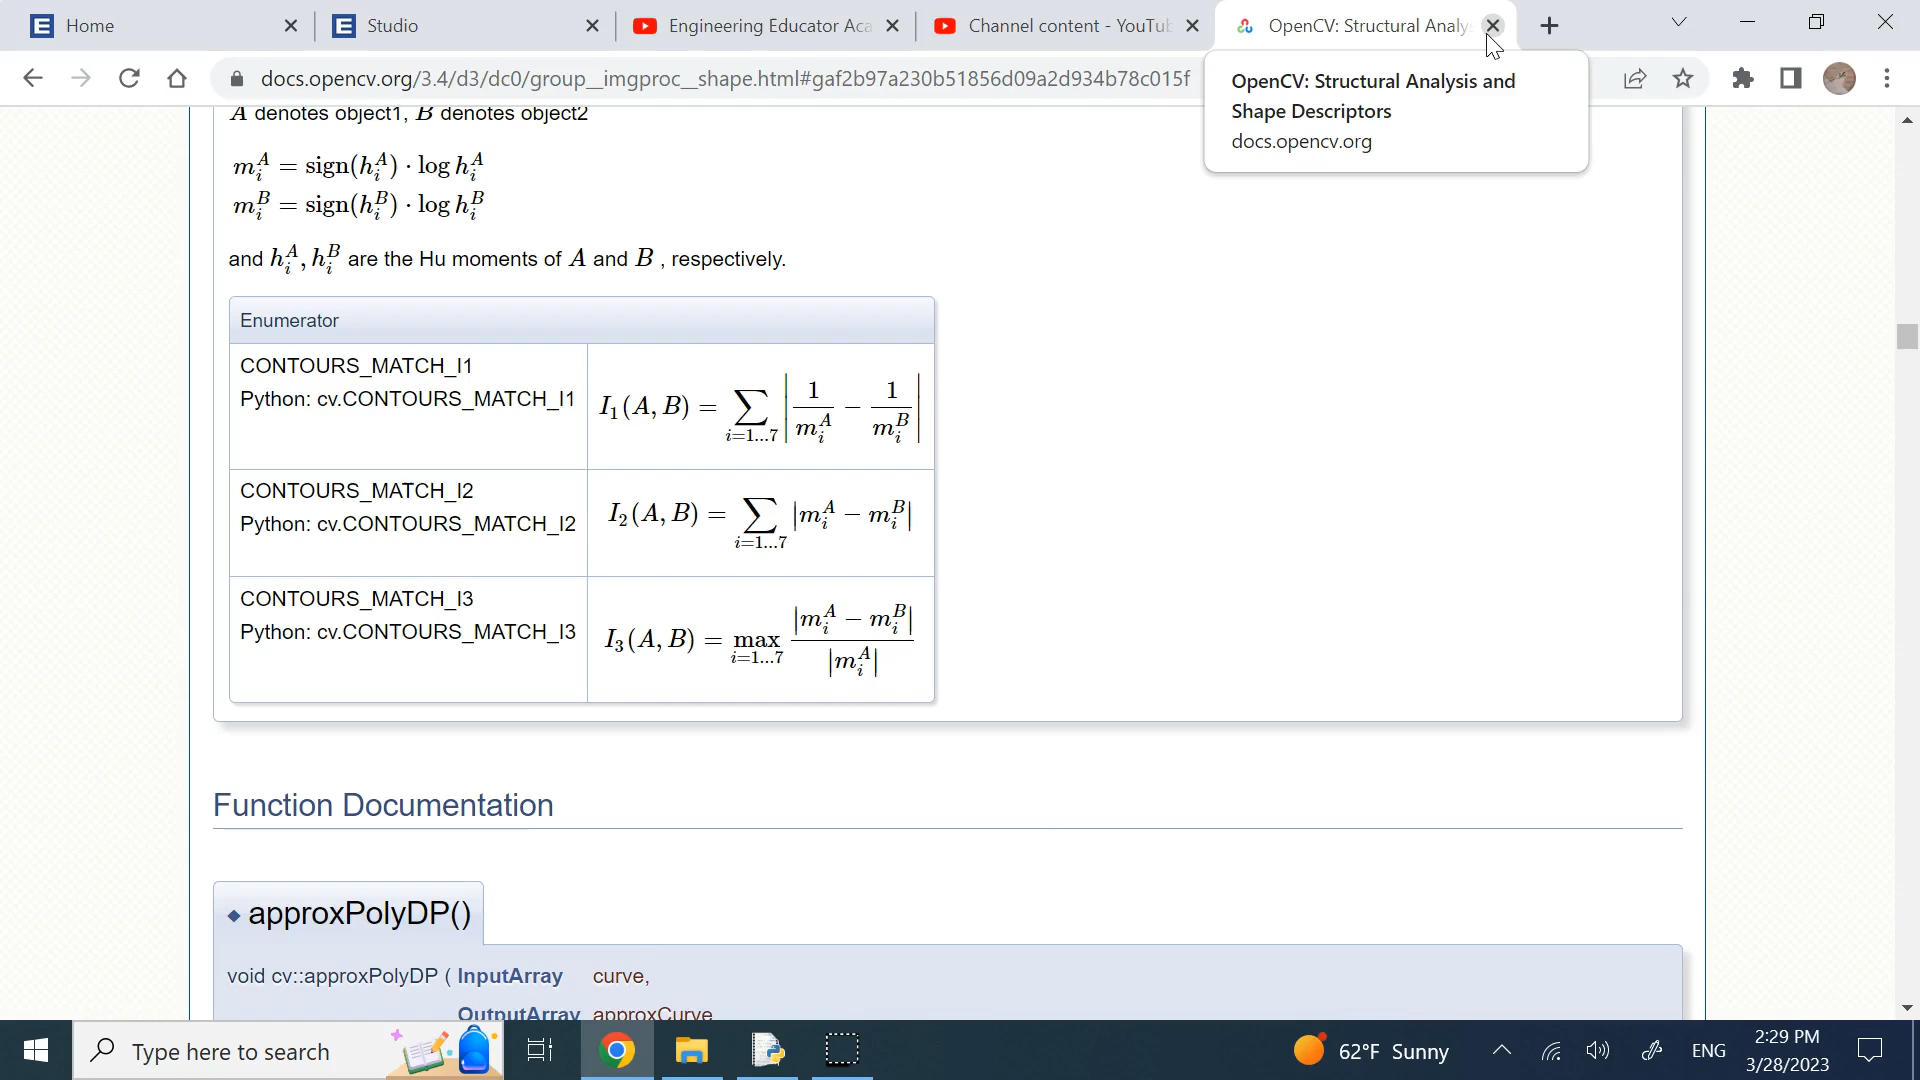 Home
Studio
Engineering Educator Aca
Channel content - YouTub
OpenCV: Structural Analy
docs.opencv.org/3.4/d3/dc0/group__imgproc__shape.html#gaf2b97a230b51856d09a2d934b78c015f
OpenCV: Structural Analysis and
Shape Descriptors
docs.opencv.org
A denotes object1, B denotes object2
m_i^A = sign(h_i^A) · log h_i^A
m_i^B = sign(h_i^B) · log h_i^B
and h_i^A, h_i^B are the Hu moments of A and B , respectively.
Enumerator
CONTOURS_MATCH_I1
Python: cv.CONTOURS_MATCH_I1
I_1(A, B) = ∑_{i=1...7} |1/m_i^A − 1/m_i^B|
CONTOURS_MATCH_I2
Python: cv.CONTOURS_MATCH_I2
I_2(A, B) = ∑_{i=1...7} |m_i^A − m_i^B|
CONTOURS_MATCH_I3
Python: cv.CONTOURS_MATCH_I3
I_3(A, B) = max_{i=1...7} |m_i^A − m_i^B| / |m_i^A|
Function Documentation
◆ approxPolyDP()
void cv::approxPolyDP ( InputArray curve,
OutputArray approxCurve
Type here to search
62°F Sunny
ENG
2:29 PM
3/28/2023